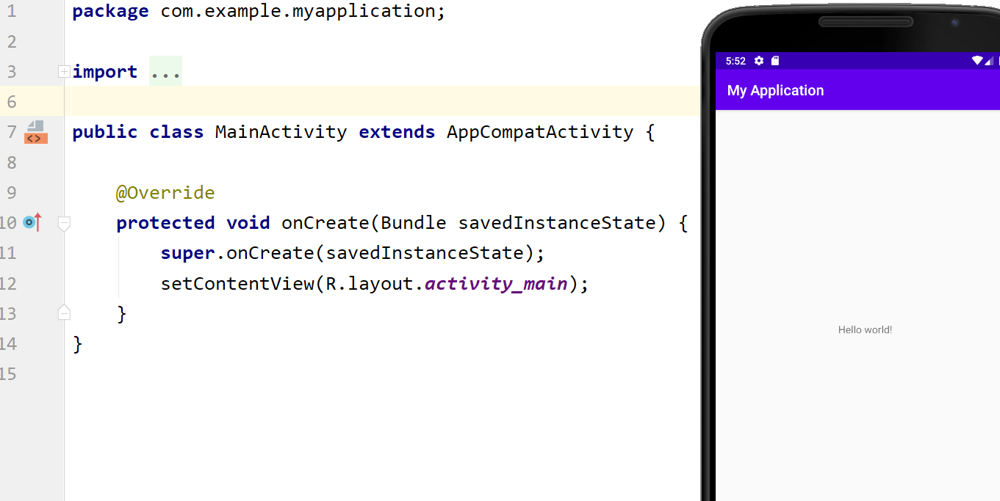 1 package com.example.myapplication;
2
3 import ...
6
7 public class MainActivity extends AppCompatActivity {
8
9 @Override
10 protected void onCreate(Bundle savedInstanceState) {
11 super.onCreate(savedInstanceState);
12 setContentView(R.layout.activity_main);
13 }
14 }
15
5:52
My Application
Hello world!